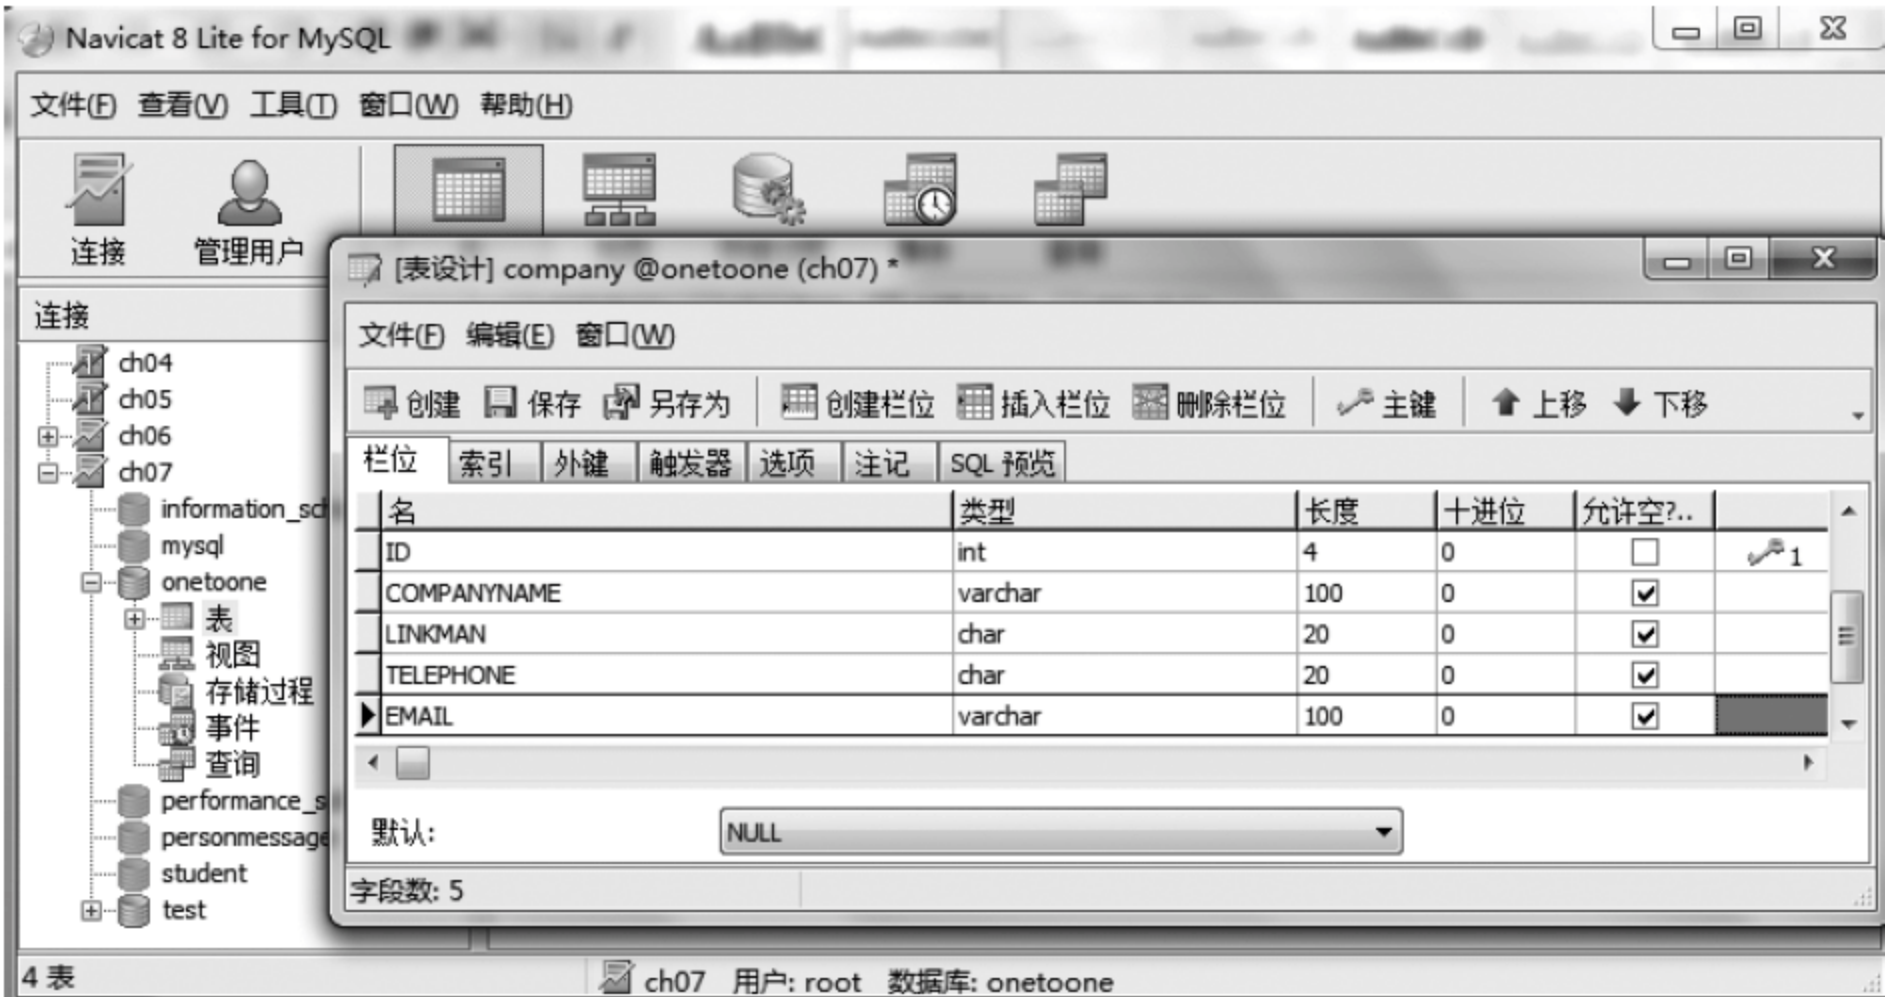 Navicat 8 Lite for MySQL
文件(F) 查看(V) 工具(T) 窗口(W) 帮助(H)
连接 管理用户
连接
ch04
ch05
ch06
ch07
mysql
onetoone
表
视图
存储过程
事件
查询
personmessage
student
test
[表设计] company @onetoone (ch07) *
文件(F) 编辑(E) 窗口(W)
创建 保存 另存为 创建栏位 插入栏位 删除栏位 主键 上移 下移
栏位 索引 外键 触发器 选项 注记 SQL 预览
名 类型 长度 十进位 允许空?..
ID int 4 0 1
COMPANYNAME varchar 100 0
LINKMAN char 20 0
TELEPHONE char 20 0
EMAIL varchar 100 0
默认: NULL
字段数: 5
4 表 ch07 用户: root 数据库: onetoone